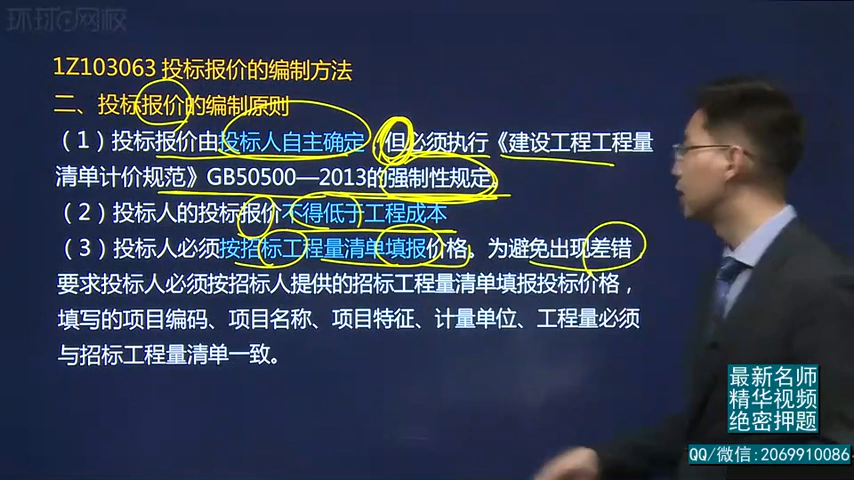 环球网校
1Z103063 投标报价的编制方法
二、投标报价的编制原则
（1）投标报价由投标人自主确定，但必须执行《建设工程工程量
清单计价规范》GB50500—2013的强制性规定。
（2）投标人的投标报价不得低于工程成本
（3）投标人必须按招标工程量清单填报价格。为避免出现差错，
要求投标人必须按招标人提供的招标工程量清单填报投标价格，
填写的项目编码、项目名称、项目特征、计量单位、工程量必须
与招标工程量清单一致。
最新名师
精华视频
绝密押题
QQ/微信:2069910086